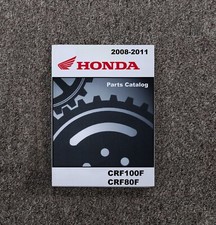 2008-2011
HONDA
Parts Catalog
CRF100F
CRF80F